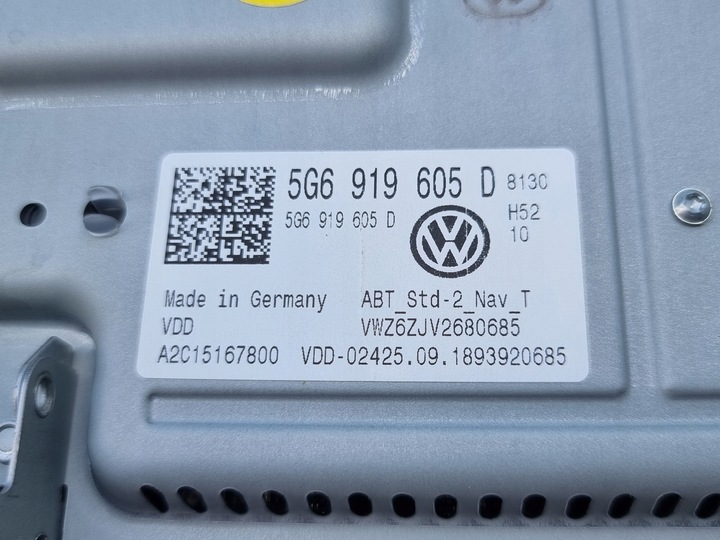 5G6 919 605 D 8130
5G6 919 605 D H52
10
Made in Germany ABT_Std-2_Nav_T
VDD VWZ6ZJV2680685
A2C15167800 VDD-02425.09.1893920685